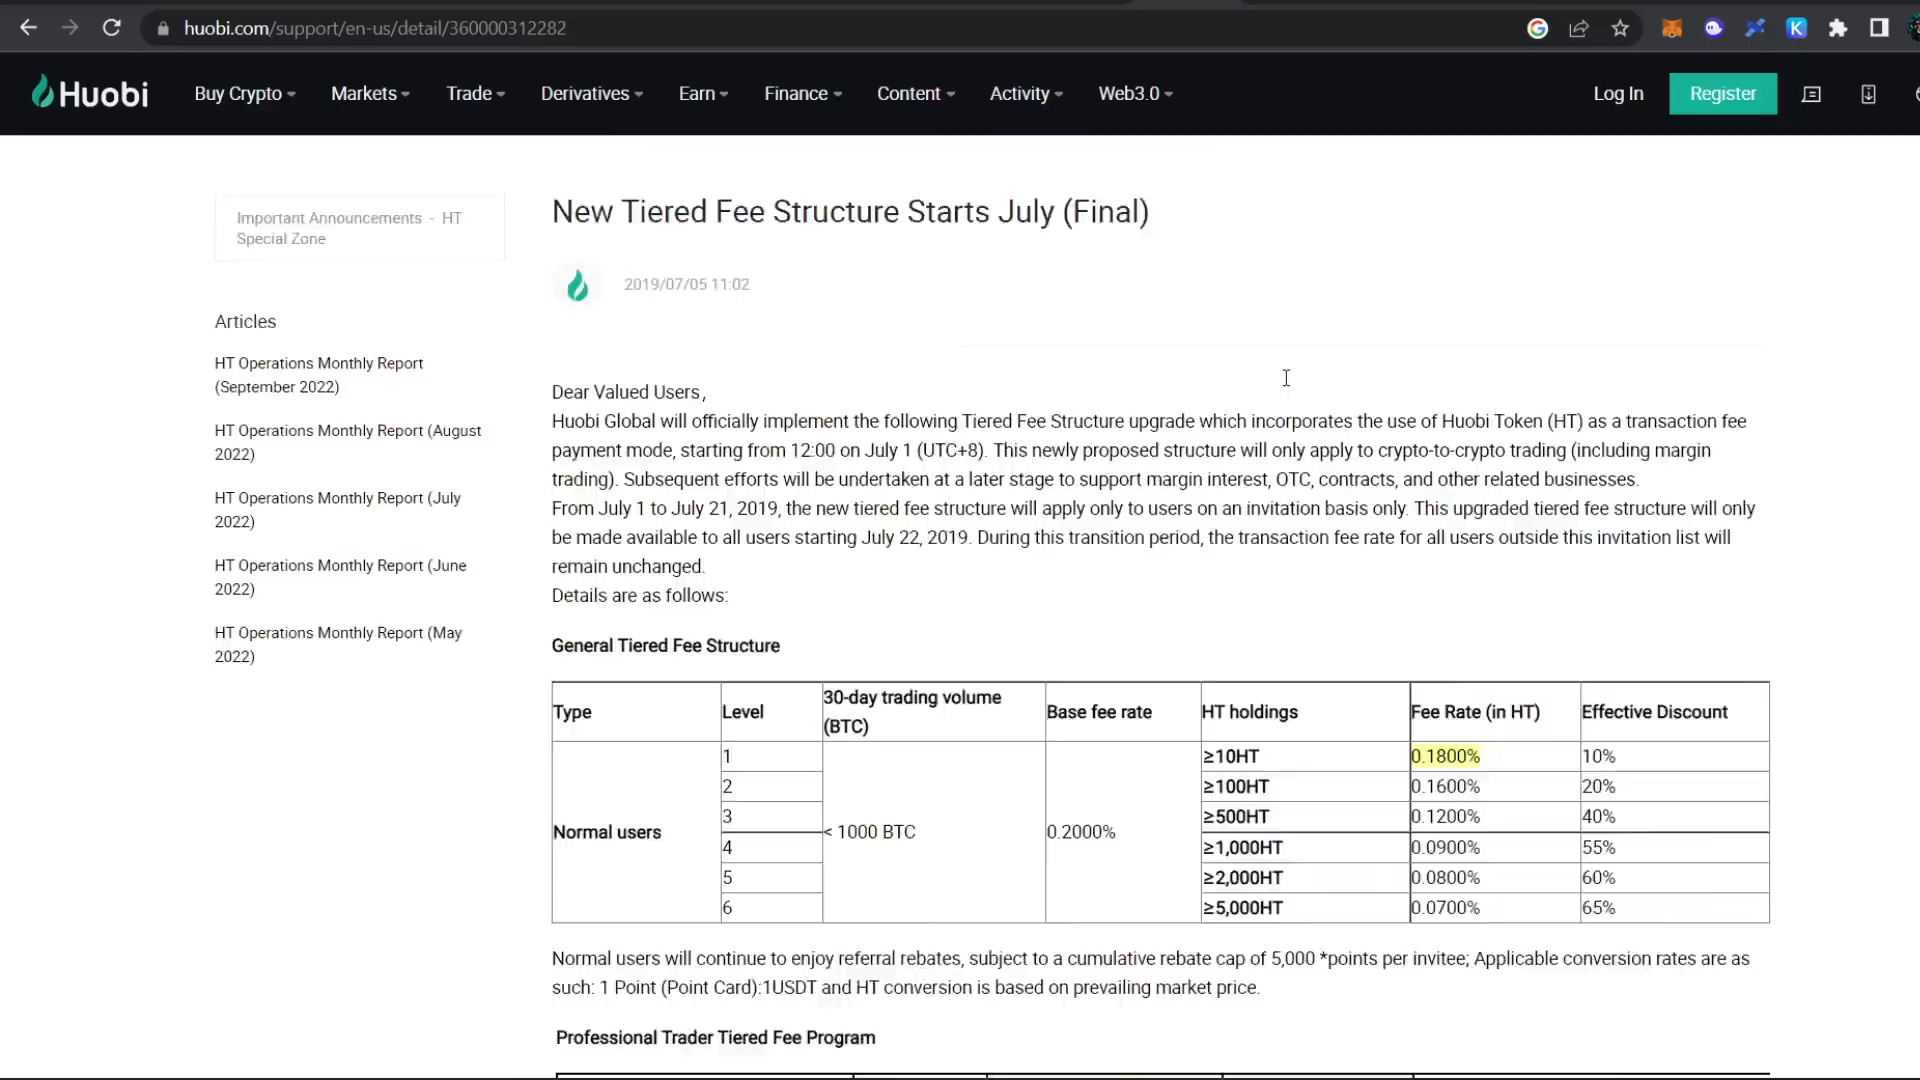 huobi.com/support/en-us/detail/360000312282
K
Huobi
Buy Crypto
Markets
Trade
Derivatives
Earn
Finance
Content
Activity
Web3.0
Log In
Register
Important Announcements - HT
Special Zone
Articles
HT Operations Monthly Report
(September 2022)
HT Operations Monthly Report (August
2022)
HT Operations Monthly Report (July
2022)
HT Operations Monthly Report (June
2022)
HT Operations Monthly Report (May
2022)
New Tiered Fee Structure Starts July (Final)
2019/07/05 11:02
Dear Valued Users,
Huobi Global will officially implement the following Tiered Fee Structure upgrade which incorporates the use of Huobi Token (HT) as a transaction fee
payment mode, starting from 12:00 on July 1 (UTC+8). This newly proposed structure will only apply to crypto-to-crypto trading (including margin
trading). Subsequent efforts will be undertaken at a later stage to support margin interest, OTC, contracts, and other related businesses.
From July 1 to July 21, 2019, the new tiered fee structure will apply only to users on an invitation basis only. This upgraded tiered fee structure will only
be made available to all users starting July 22, 2019. During this transition period, the transaction fee rate for all users outside this invitation list will
remain unchanged.
Details are as follows:
General Tiered Fee Structure
Type Level 30-day trading volume (BTC) Base fee rate HT holdings Fee Rate (in HT) Effective Discount
Normal users < 1000 BTC 0.2000%
1 ≥10HT 0.1800% 10%
2 ≥100HT 0.1600% 20%
3 ≥500HT 0.1200% 40%
4 ≥1,000HT 0.0900% 55%
5 ≥2,000HT 0.0800% 60%
6 ≥5,000HT 0.0700% 65%
Normal users will continue to enjoy referral rebates, subject to a cumulative rebate cap of 5,000 *points per invitee; Applicable conversion rates are as
such: 1 Point (Point Card):1USDT and HT conversion is based on prevailing market price.
Professional Trader Tiered Fee Program